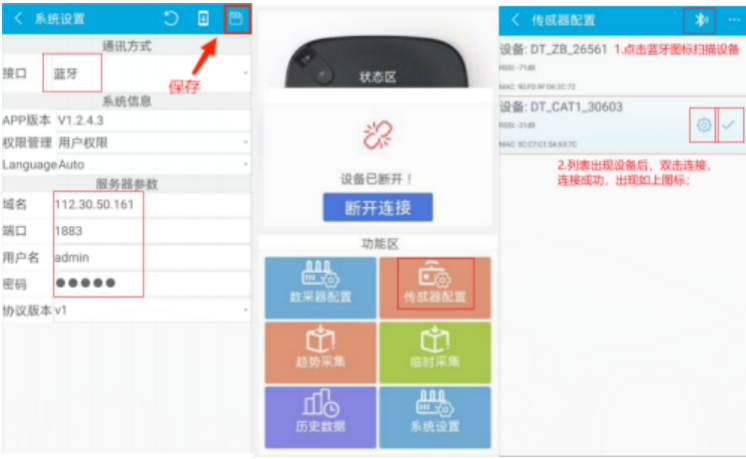 系统设置
通讯方式
接口 蓝牙
保存
系统信息
APP版本 V1.2.4.3
权限管理 用户权限
Language Auto
服务器参数
域名 112.30.50.161
端口 1883
用户名 admin
密码 ●●●●●
协议版本 v1
状态区
设备已断开！
断开连接
功能区
数采器配置
传感器配置
趋势采集
临时采集
历史数据
系统设置
传感器配置
设备: DT_ZB_26561 1.点击蓝牙图标扫描设备
RSSI: -71dB
设备: DT_CAT1_30603
RSSI: -31dB
2.列表出现设备后，双击连接，
连接成功，出现如上图标；